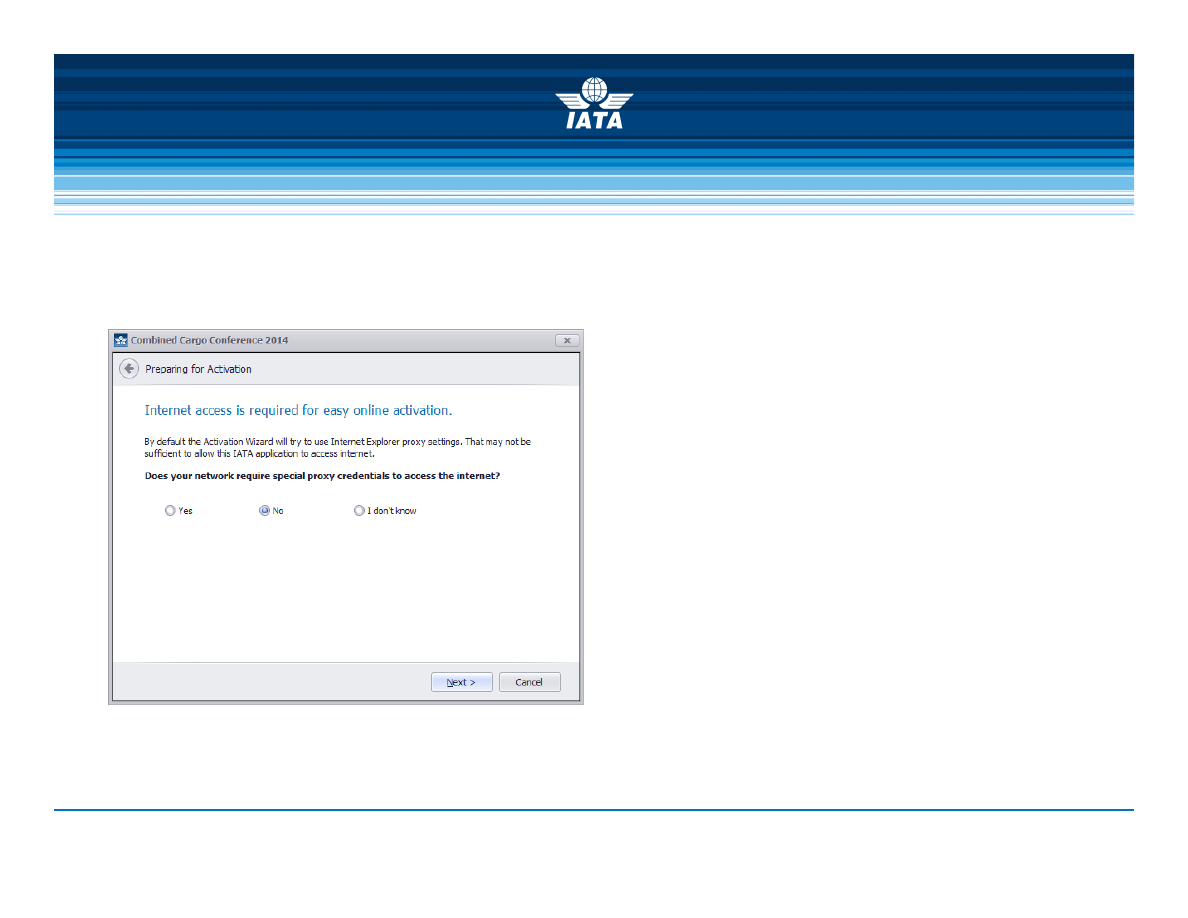 IATA
Combined Cargo Conference 2014
Preparing for Activation
Internet access is required for easy online activation.
By default the Activation Wizard will try to use Internet Explorer proxy settings. That may not be
sufficient to allow this IATA application to access internet.
Does your network require special proxy credentials to access the internet?
Yes No I don't know
Next > Cancel